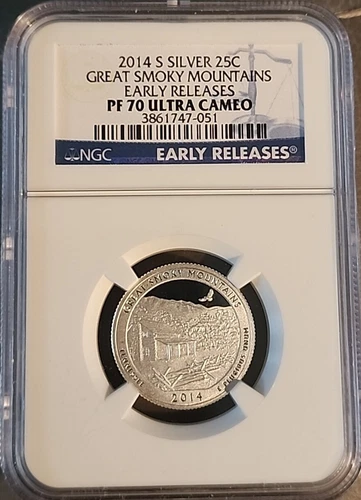 2014 S SILVER 25C
GREAT SMOKY MOUNTAINS
EARLY RELEASES
PF 70 ULTRA CAMEO
3861747-051
NGC EARLY RELEASES®
GREAT SMOKY MOUNTAINS
2014